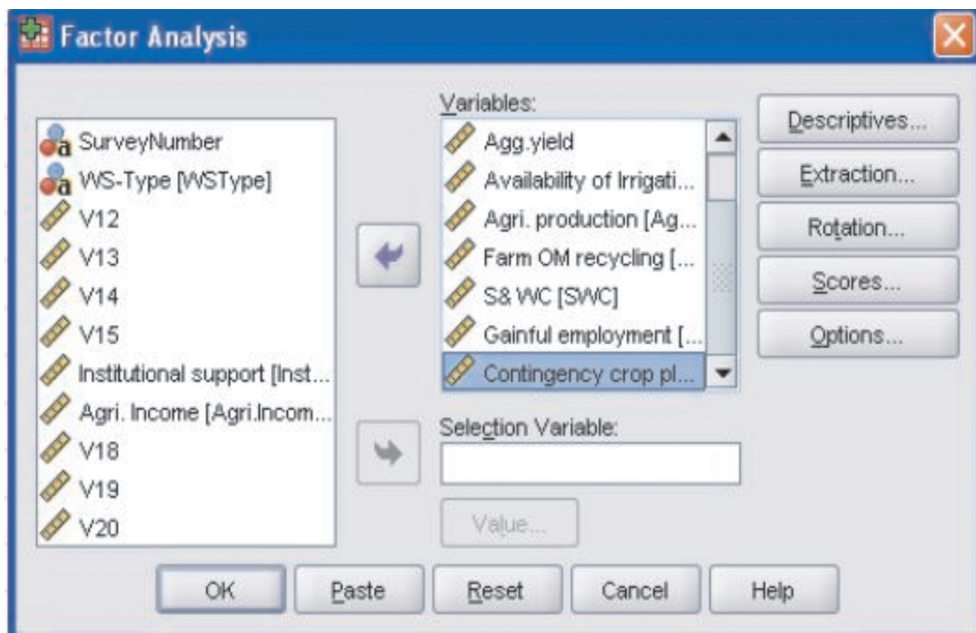 Factor Analysis
SurveyNumber
WS-Type [WSType]
V12
V13
V14
V15
Institutional support [Inst...
Agri. Income [Agri.Incom...
V18
V19
V20
Variables:
Agg.yield
Availability of Irrigati...
Agri. production [Ag...
Farm OM recycling [...
S& WC [SWC]
Gainful employment [...
Contingency crop pl...
Selection Variable:
Value...
Descriptives...
Extraction...
Rotation...
Scores...
Options...
OK
Paste
Reset
Cancel
Help